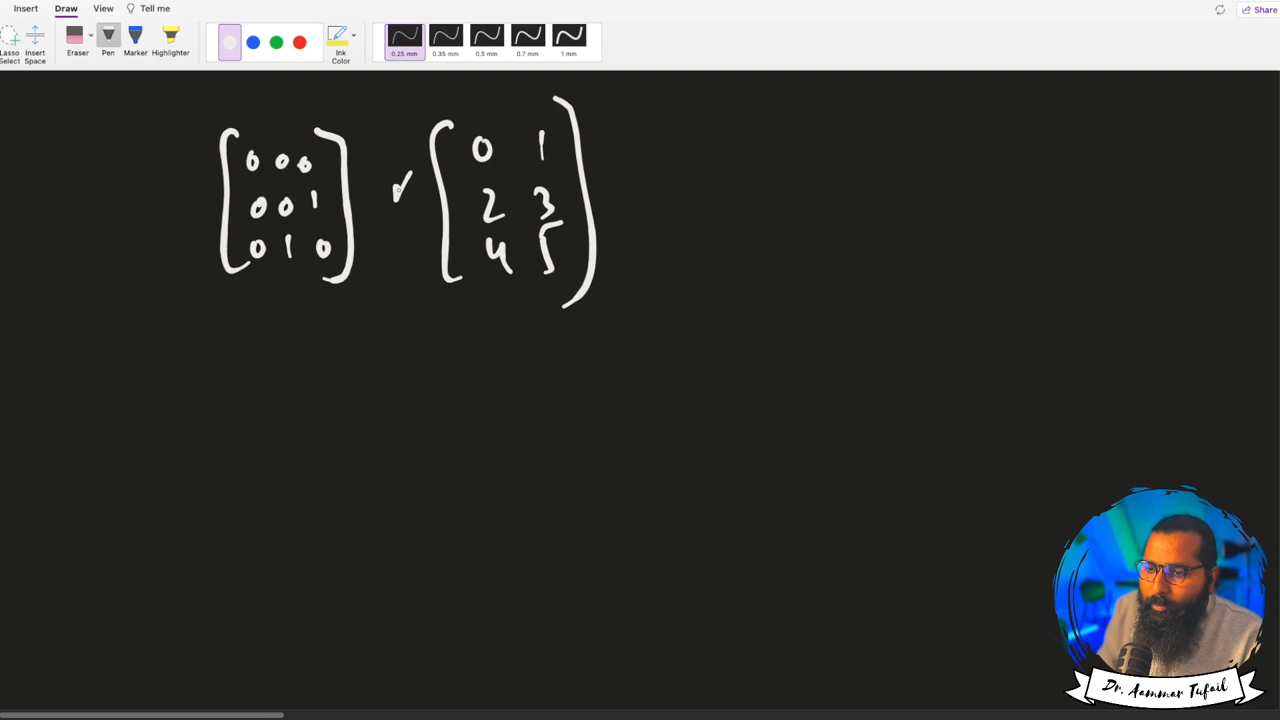 Insert Draw View Tell me
Share
Lasso Select
Insert Space
Eraser
Pen
Marker
Highlighter
Ink Color
0.25 mm
0.35 mm
0.5 mm
0.7 mm
1 mm
0 0 0
0 0 1
0 1 0
0 1
2 3
4 5
Dr. Aammar Tufail